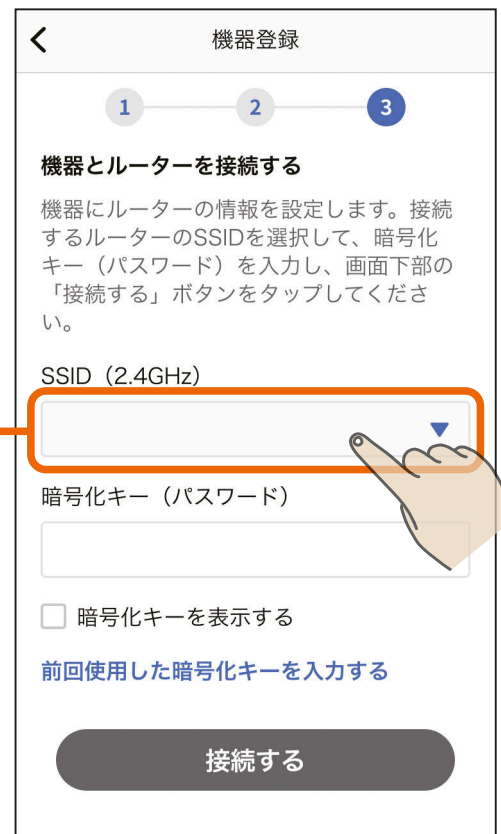 機器登録
1 2 3
機器とルーターを接続する
機器にルーターの情報を設定します。接続
するルーターのSSIDを選択して、暗号化
キー（パスワード）を入力し、画面下部の
「接続する」ボタンをタップしてくださ
い。
SSID（2.4GHz）
暗号化キー（パスワード）
暗号化キーを表示する
前回使用した暗号化キーを入力する
接続する